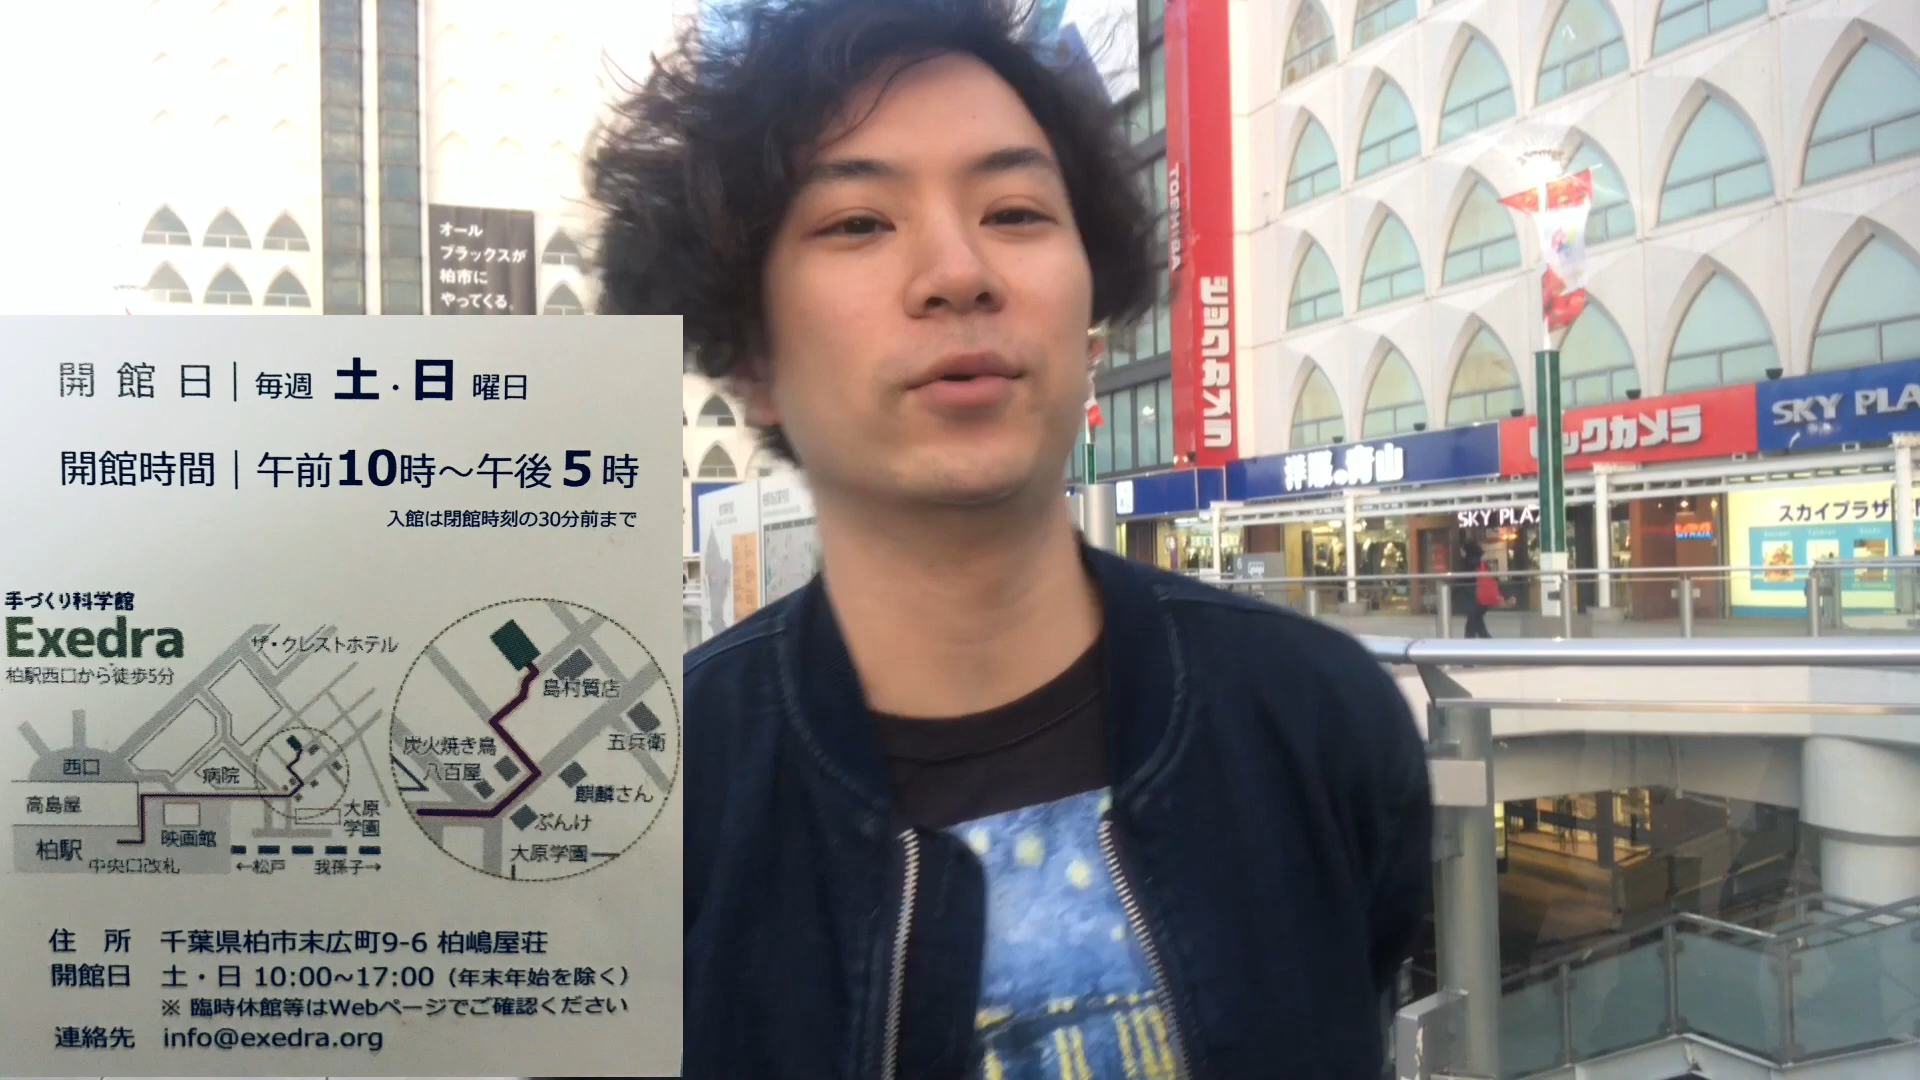 オール
ブラックスが
柏市に
やってくる。
TOSHIBA
ビックカメラ
洋服の青山
ビックカメラ
SKY PLA
SKY PLAZ
スカイプラザ
開館日｜毎週 土・日 曜日
開館時間｜午前10時～午後5時
入館は閉館時刻の30分前まで
手づくり科学館
Exedra
柏駅西口から徒歩5分
ザ・クレストホテル
西口
病院
高島屋
大原
学園
柏駅
映画館
中央口改札
←松戸
我孫子→
島村質店
五兵衛
炭火焼き鳥
八百屋
麒麟さん
ぶんけ
大原学園
住 所 千葉県柏市末広町9-6 柏嶋屋荘
開館日 土・日 10:00~17:00（年末年始を除く）
※ 臨時休館等はWebページでご確認ください
連絡先 info@exedra.org